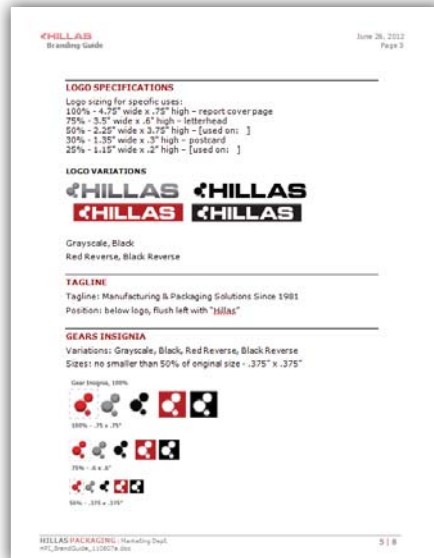 HILLAS
Branding Guide
June 26, 2012
Page 3
LOGO SPECIFICATIONS
Logo sizing for specific uses:
100% - 4.75" wide x .75" high – report cover page
75% - 3.5" wide x .6" high – letterhead
50% - 2.25" wide x 3.75" high – [used on: ]
30% - 1.35" wide x .3" high – postcard
25% - 1.15" wide x .2" high – [used on: ]
LOGO VARIATIONS
HILLAS HILLAS
HILLAS HILLAS
Grayscale, Black
Red Reverse, Black Reverse
TAGLINE
Tagline: Manufacturing & Packaging Solutions Since 1981
Position: below logo, flush left with "Hillas"
GEARS INSIGNIA
Variations: Grayscale, Black, Red Reverse, Black Reverse
Sizes: no smaller than 50% of original size - .375" x .375"
Gear Insignia, 100%
100% - .75 x .75"
75% - .6 x .6"
50% - .375 x .375"
HILLAS PACKAGING | Marketing Dept.
HPI_BrandGuide_110807a.doc
5 | 8